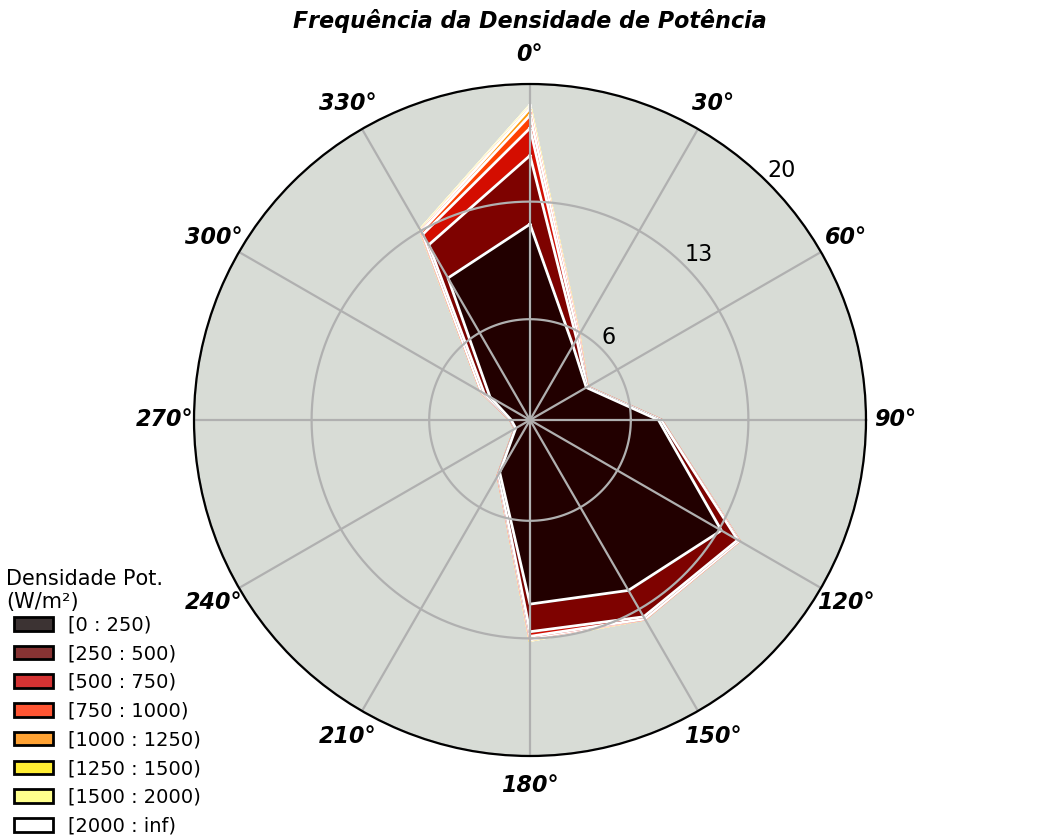 Frequência da Densidade de Potência
0°
330°
30°
20
300°
60°
13
6
270°
90°
240°
120°
210°
150°
180°
Densidade Pot.
(W/m²)
[0 : 250)
[250 : 500)
[500 : 750)
[750 : 1000)
[1000 : 1250)
[1250 : 1500)
[1500 : 2000)
[2000 : inf)